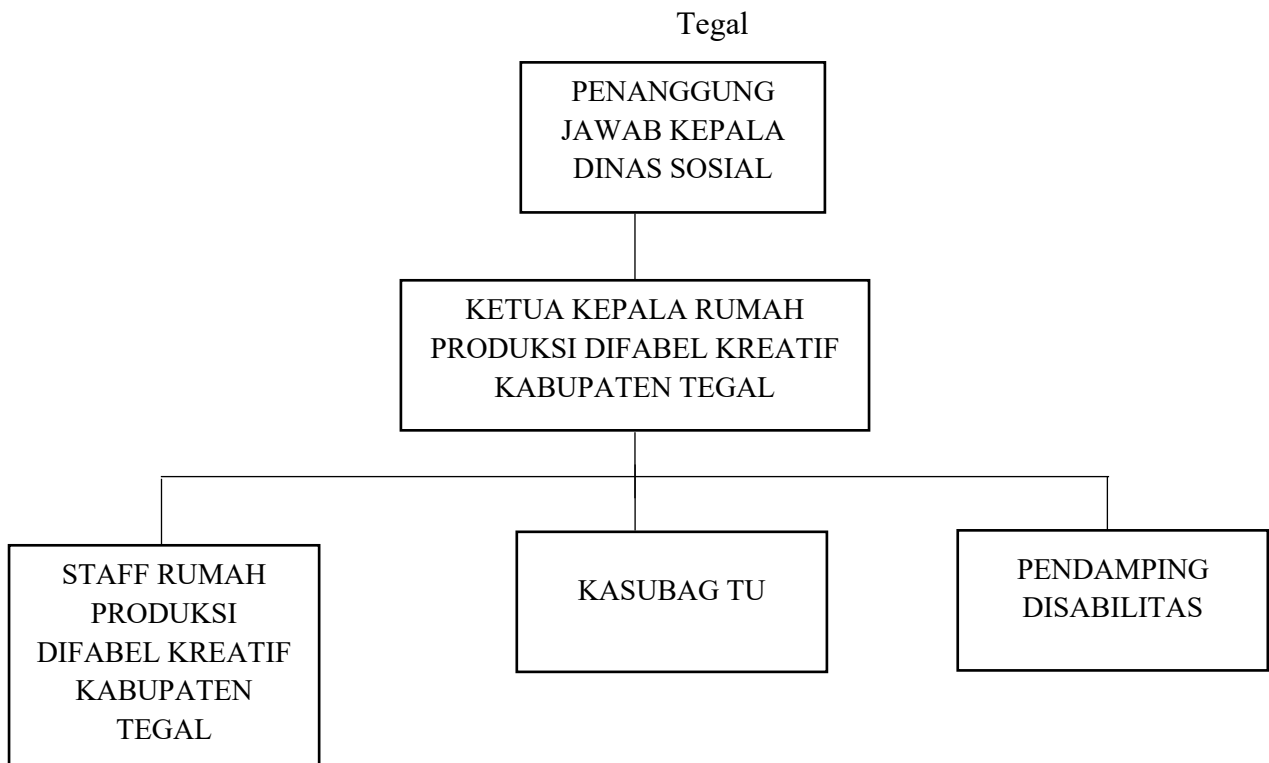 Tegal
PENANGGUNG
JAWAB KEPALA
DINAS SOSIAL
KETUA KEPALA RUMAH
PRODUKSI DIFABEL KREATIF
KABUPATEN TEGAL
STAFF RUMAH
PRODUKSI
DIFABEL KREATIF
KABUPATEN
TEGAL
KASUBAG TU
PENDAMPING
DISABILITAS